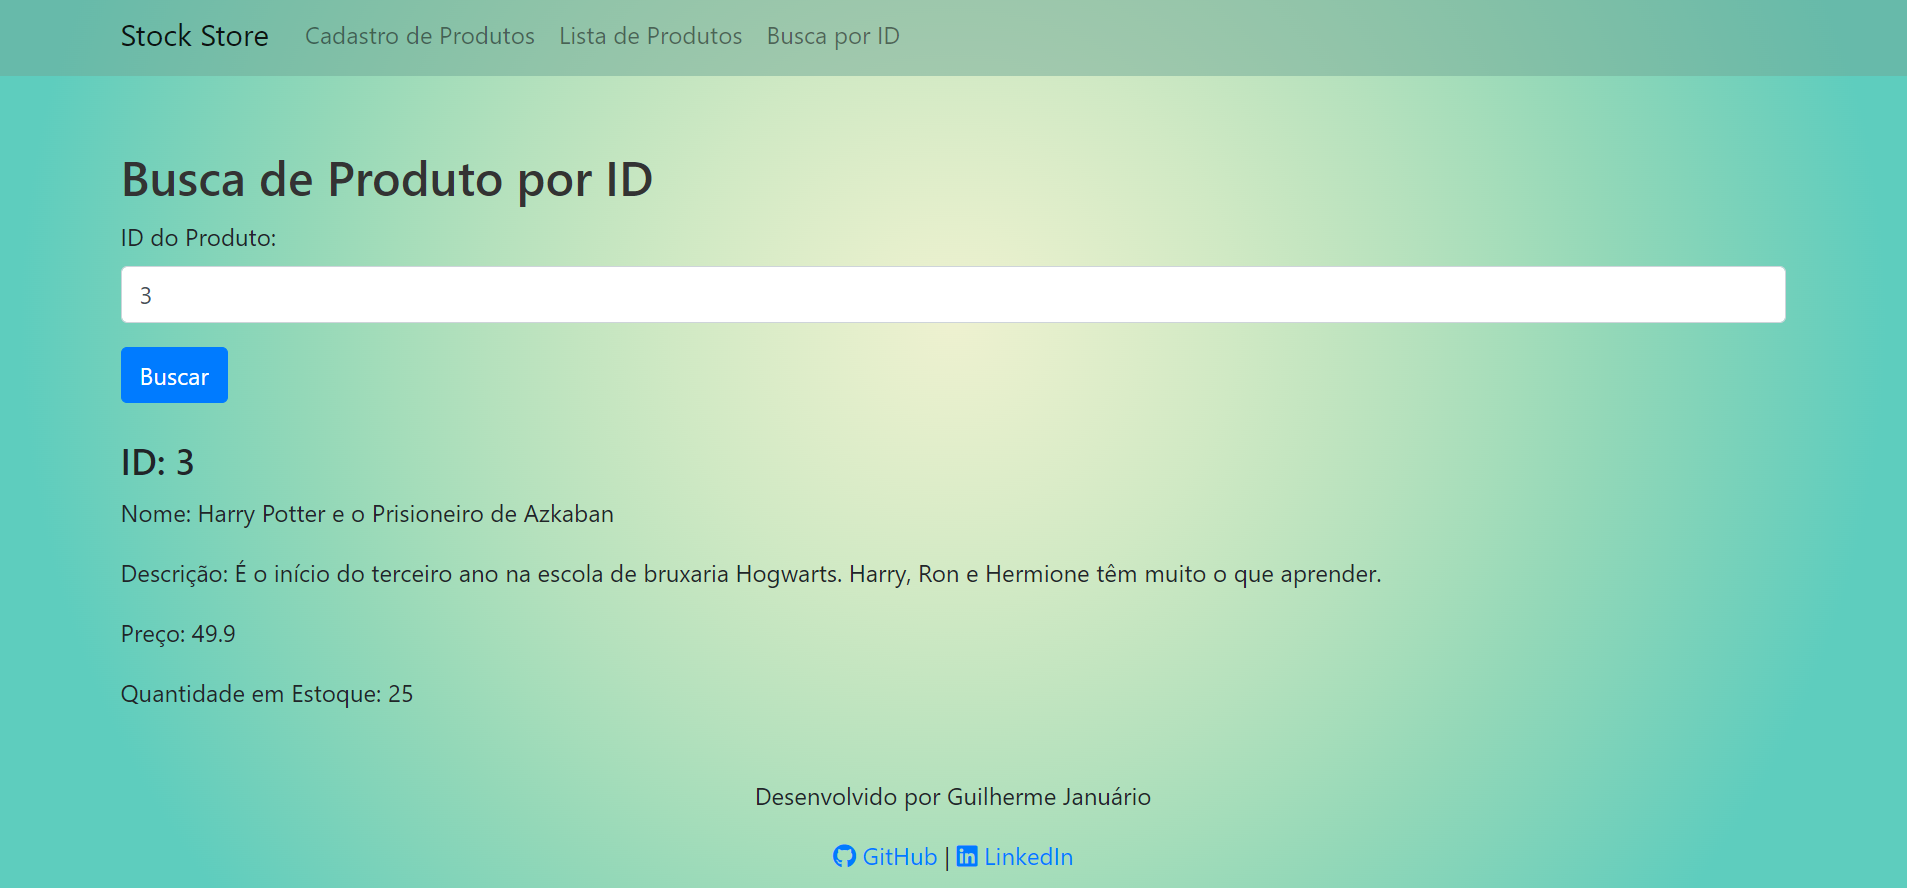 Stock Store Cadastro de Produtos Lista de Produtos Busca por ID
Busca de Produto por ID
ID do Produto:
3
Buscar
ID: 3
Nome: Harry Potter e o Prisioneiro de Azkaban
Descrição: É o início do terceiro ano na escola de bruxaria Hogwarts. Harry, Ron e Hermione têm muito o que aprender.
Preço: 49.9
Quantidade em Estoque: 25
Desenvolvido por Guilherme Januário
GitHub | LinkedIn